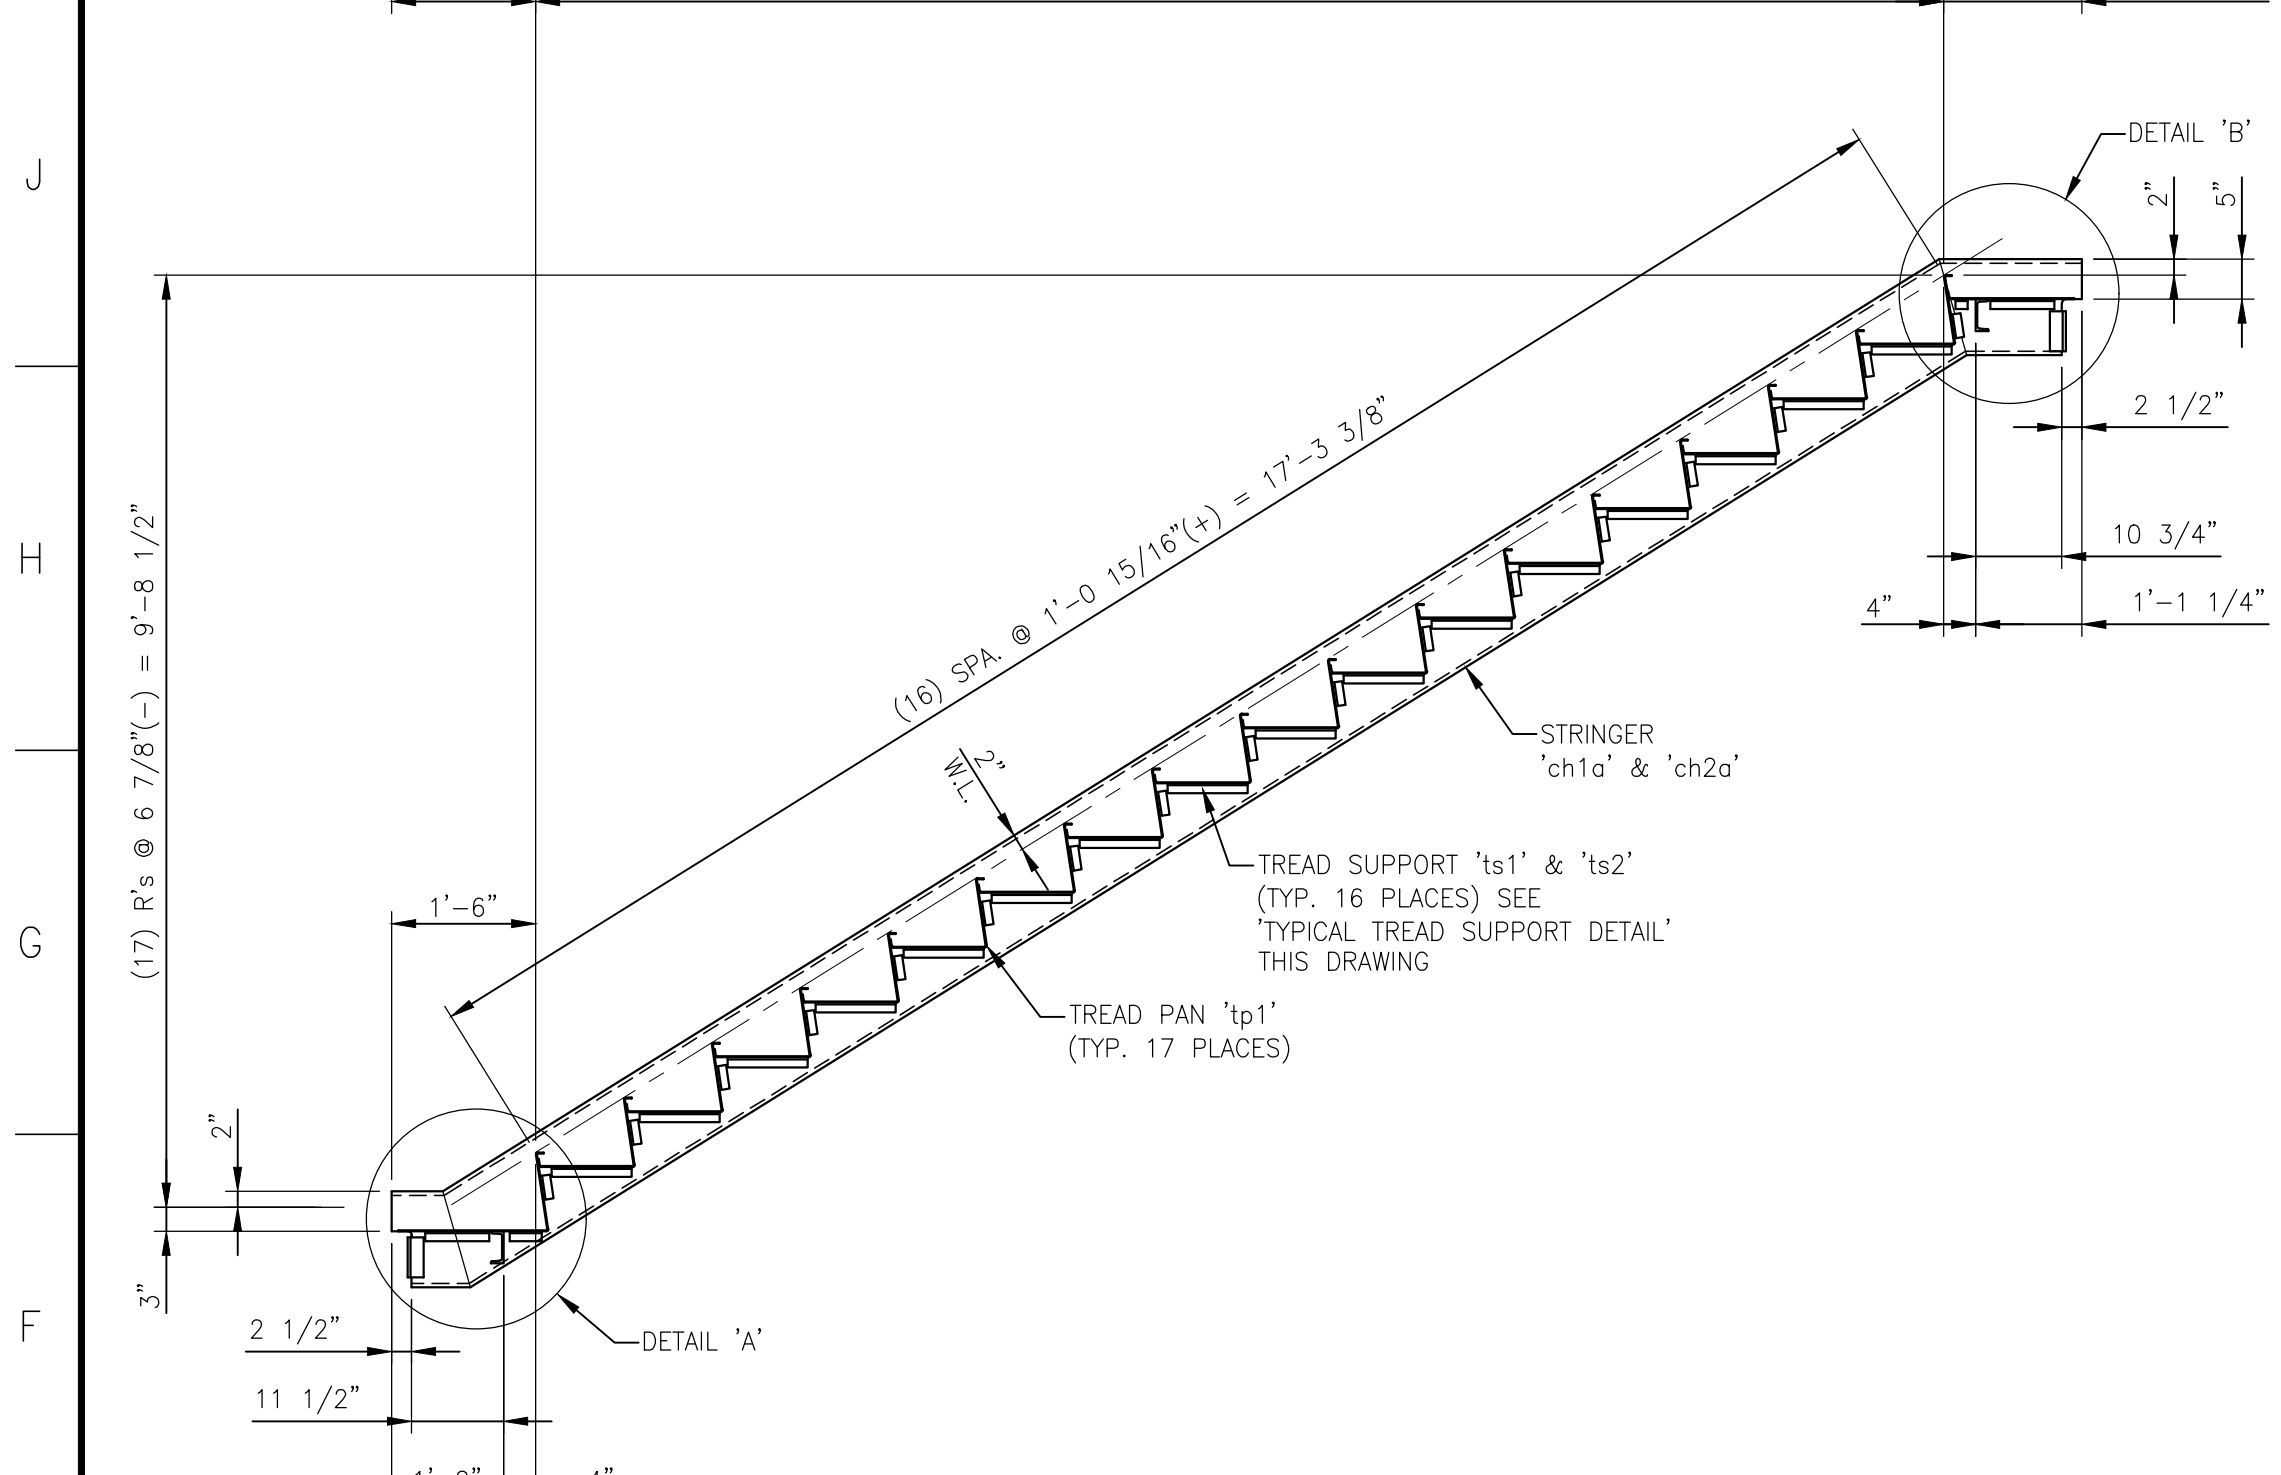 J
H
G
F
DETAIL 'B'
2"
5"
2 1/2"
10 3/4"
4"
1'-1 1/4"
(16) SPA. @ 1'-0 15/16"(+) = 17'-3 3/8"
(17) R's @ 6 7/8"(-) = 9'-8 1/2"
2"
W.L.
STRINGER
'ch1a' & 'ch2a'
TREAD SUPPORT 'ts1' & 'ts2'
(TYP. 16 PLACES) SEE
'TYPICAL TREAD SUPPORT DETAIL'
THIS DRAWING
TREAD PAN 'tp1'
(TYP. 17 PLACES)
1'-6"
2"
3"
2 1/2"
11 1/2"
DETAIL 'A'
4"